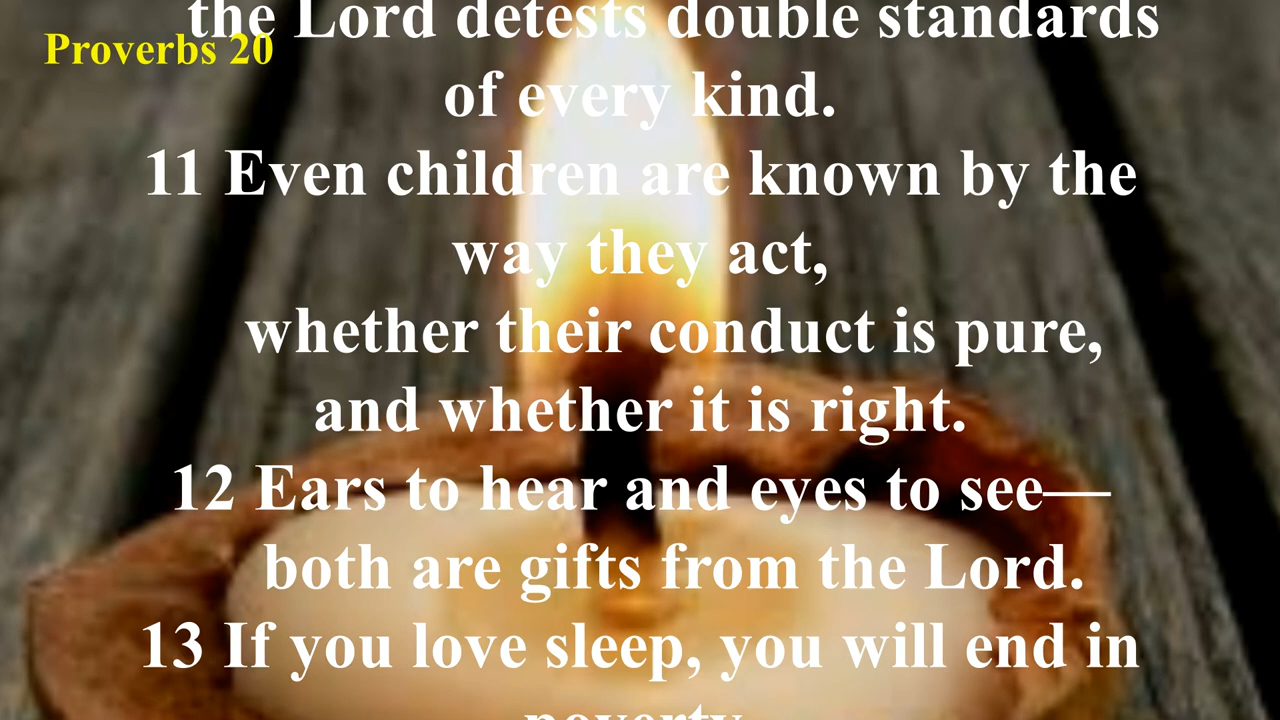 the Lord detests double standards
Proverbs 20
of every kind.
11 Even children are known by the
way they act,
whether their conduct is pure,
and whether it is right.
12 Ears to hear and eyes to see—
both are gifts from the Lord.
13 If you love sleep, you will end in
poverty